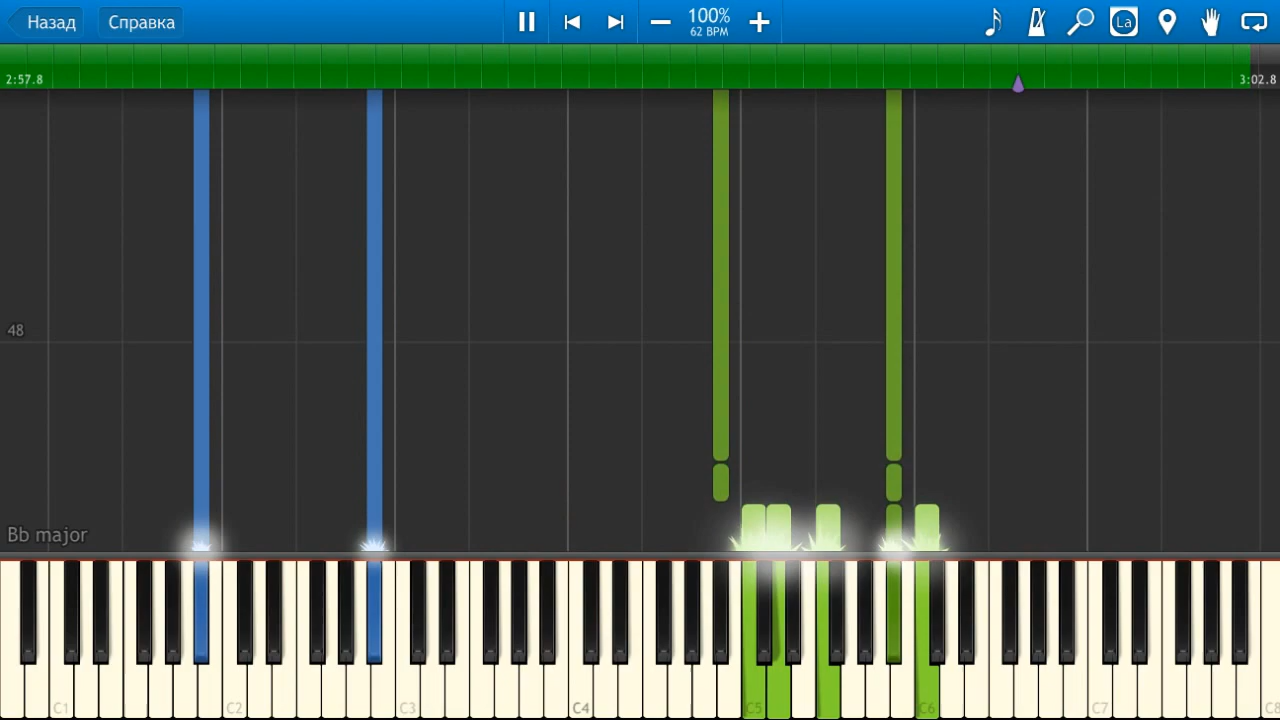 Назад
Справка
100%
62 BPM
La
2:57.8
3:02.8
48
Bb major
C1
C2
C3
C4
C5
C6
C7
C8